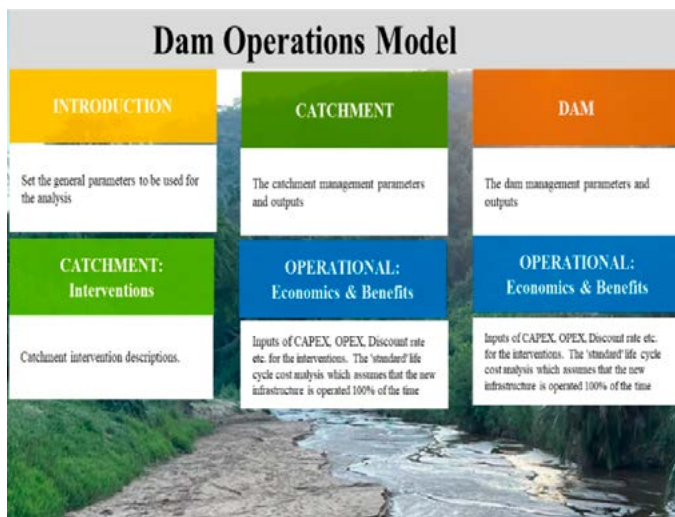 Dam Operations Model
INTRODUCTION
CATCHMENT
DAM
Set the general parameters to be used for
the analysis
The catchment management parameters
and outputs
The dam management parameters and
outputs
CATCHMENT:
Interventions
OPERATIONAL:
Economics & Benefits
OPERATIONAL:
Economics & Benefits
Catchment intervention descriptions.
Inputs of CAPEX, OPEX, Discount rate
etc. for the interventions. The 'standard' life
cycle cost analysis which assumes that the new
infrastructure is operated 100% of the time
Inputs of CAPEX, OPEX, Discount rate etc.
for the interventions. The 'standard' life cycle
cost analysis which assumes that the new
infrastructure is operated 100% of the time